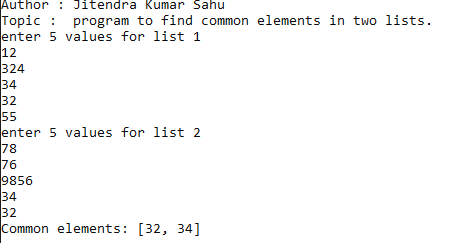 Author : Jitendra Kumar Sahu
Topic :  program to find common elements in two lists.
enter 5 values for list 1
12
324
34
32
55
enter 5 values for list 2
78
76
9856
34
32
Common elements: [32, 34]